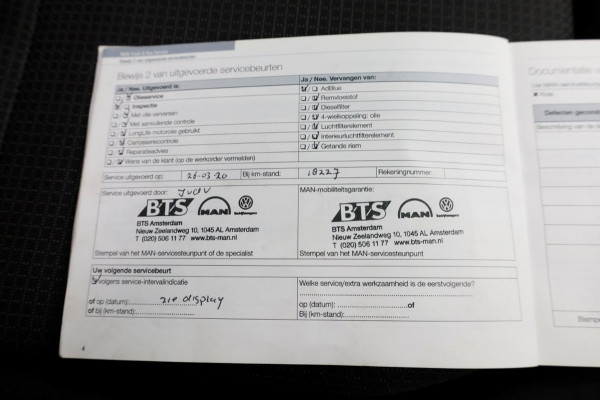 Bewijs 2 van uitgevoerde servicebeurten
Ja / Nee. Uitgevoerd is:
Olieservice
Inspectie
Met olie verversen
Met aanvullende controle
LongLife motorolie gebruikt
Carrosseriecontrole
Reparatieadvies
Wens van de klant (op de werkorder vermelden)
Ja / Nee. Vervangen van:
AdBlue
Remvloeistof
Dieselfilter
4-wielkoppeling: olie
Luchtfilterelement
Interieurluchtfilterelement
Getande riem
Service uitgevoerd op: 26-03-20 Bij km-stand: 18227 Rekeningnummer:
Service uitgevoerd door:
BTS MAN
BTS Amsterdam
Nieuw Zeelandweg 10, 1045 AL Amsterdam
T (020) 506 11 77 www.bts-man.nl
Stempel van het MAN-servicesteunpunt of de specialist
MAN-mobiliteitsgarantie:
BTS MAN
BTS Amsterdam
Nieuw Zeelandweg 10, 1045 AL Amsterdam
T (020) 506 11 77 www.bts-man.nl
Stempel van het MAN-servicesteunpunt
Uw volgende servicebeurt
volgens service-intervalindicatie
of op (datum): zie display
of bij (km-stand):
Welke service/extra werkzaamheid is de eerstvolgende?
op (datum): of
Bij (km-stand):
4
Documentatie